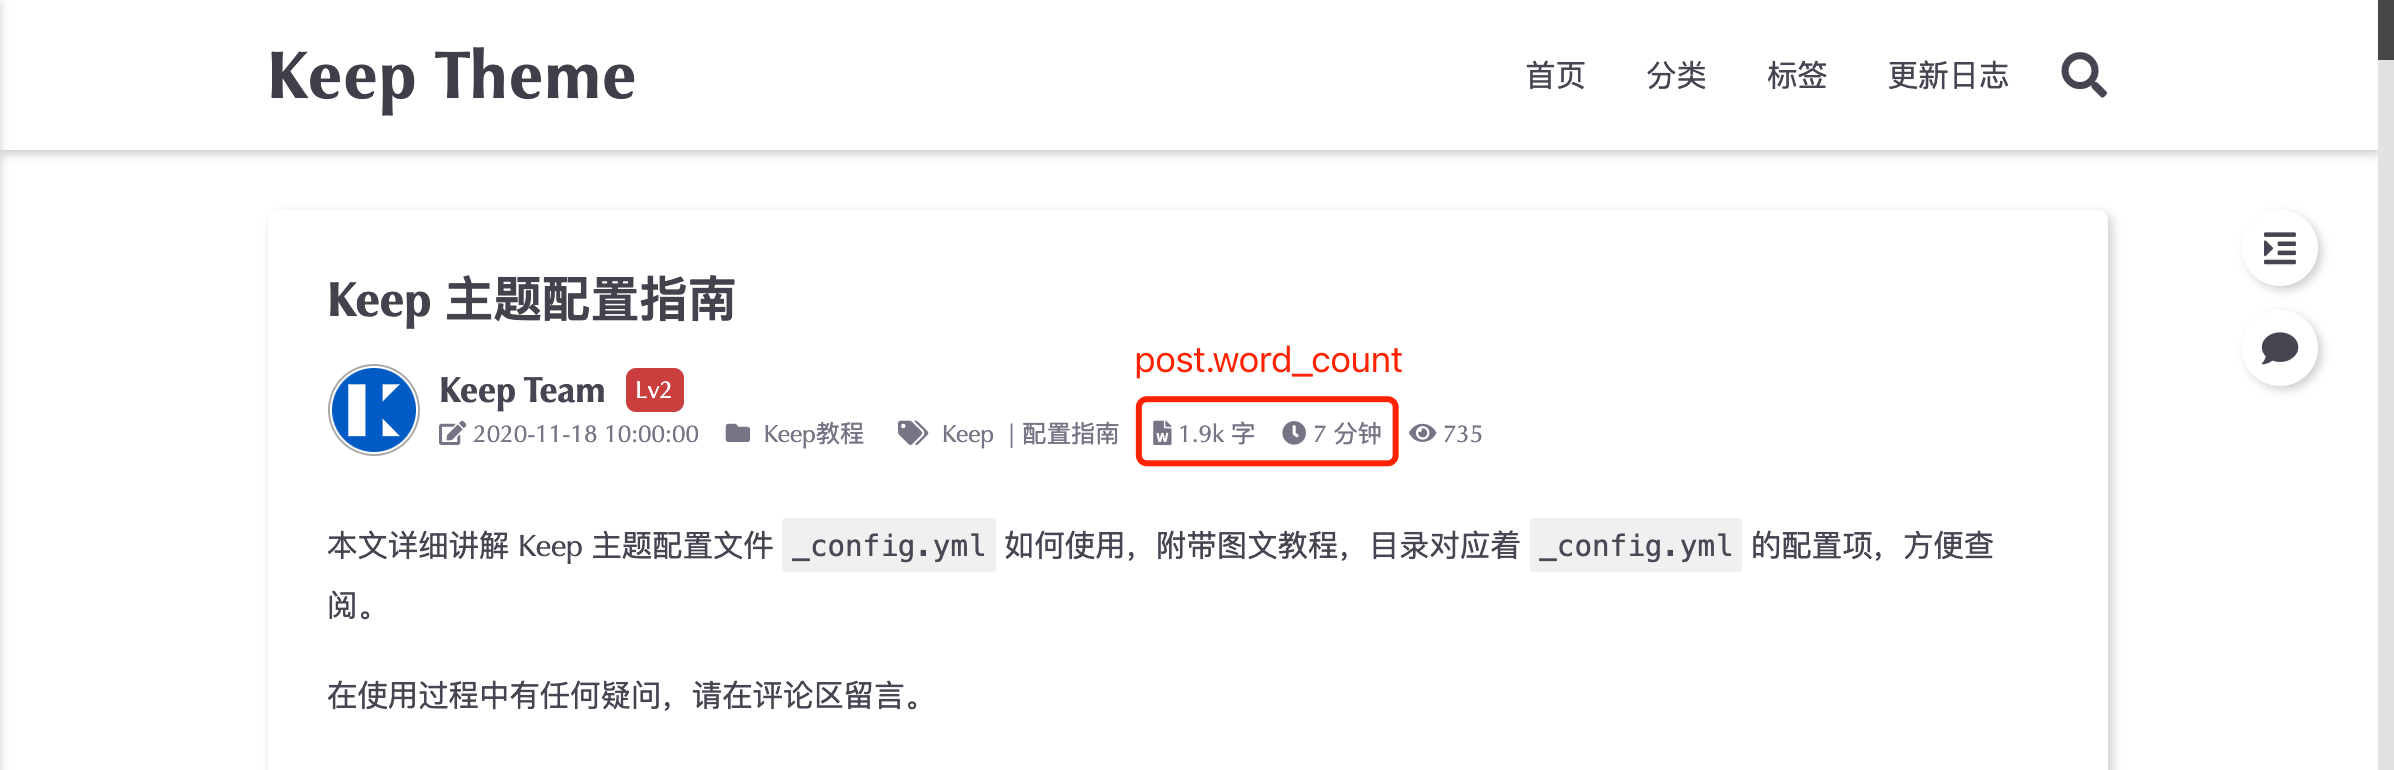 Keep Theme
首页 分类 标签 更新日志
Keep 主题配置指南
post.word_count
Keep Team Lv2
2020-11-18 10:00:00 Keep教程 Keep | 配置指南 1.9k 字 7 分钟 735
本文详细讲解 Keep 主题配置文件 _config.yml 如何使用，附带图文教程，目录对应着 _config.yml 的配置项，方便查
阅。
在使用过程中有任何疑问，请在评论区留言。